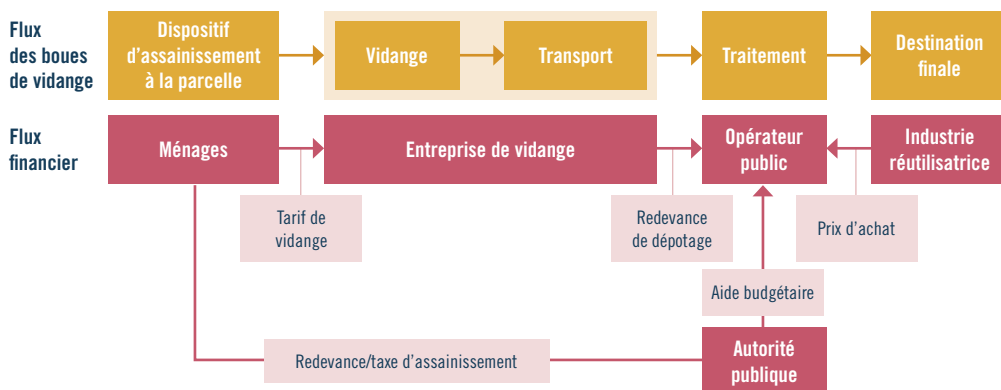 Flux
des boues
de vidange
Dispositif
d'assainissement
à la parcelle
Vidange
Transport
Traitement
Destination
finale
Flux
financier
Ménages
Entreprise de vidange
Opérateur
public
Industrie
réutilisatrice
Tarif de
vidange
Redevance
de dépotage
Prix d'achat
Aide budgétaire
Redevance/taxe d'assainissement
Autorité
publique